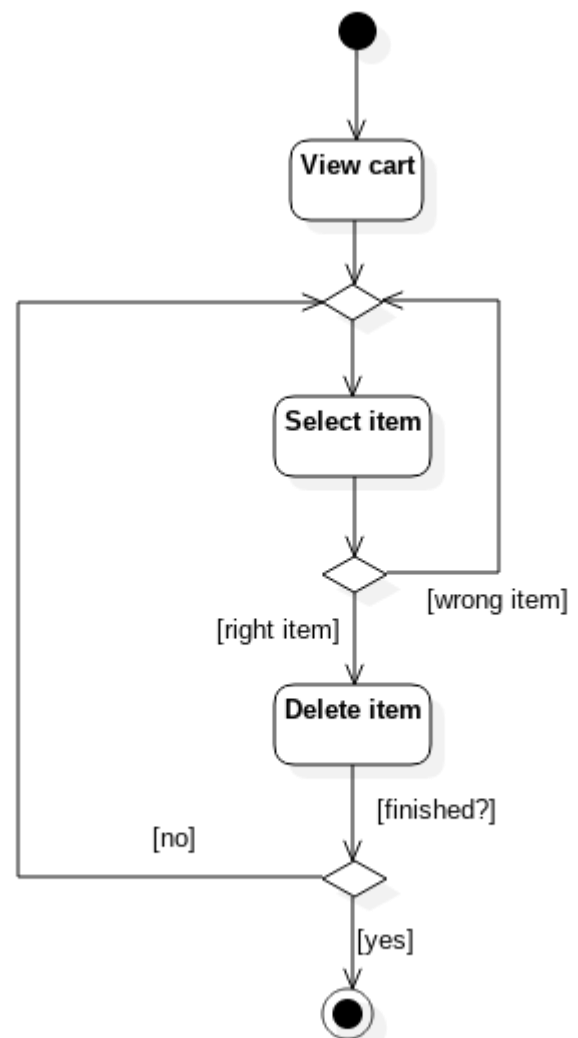 View cart
Select item
[wrong item]
[right item]
Delete item
[finished?]
[no]
[yes]